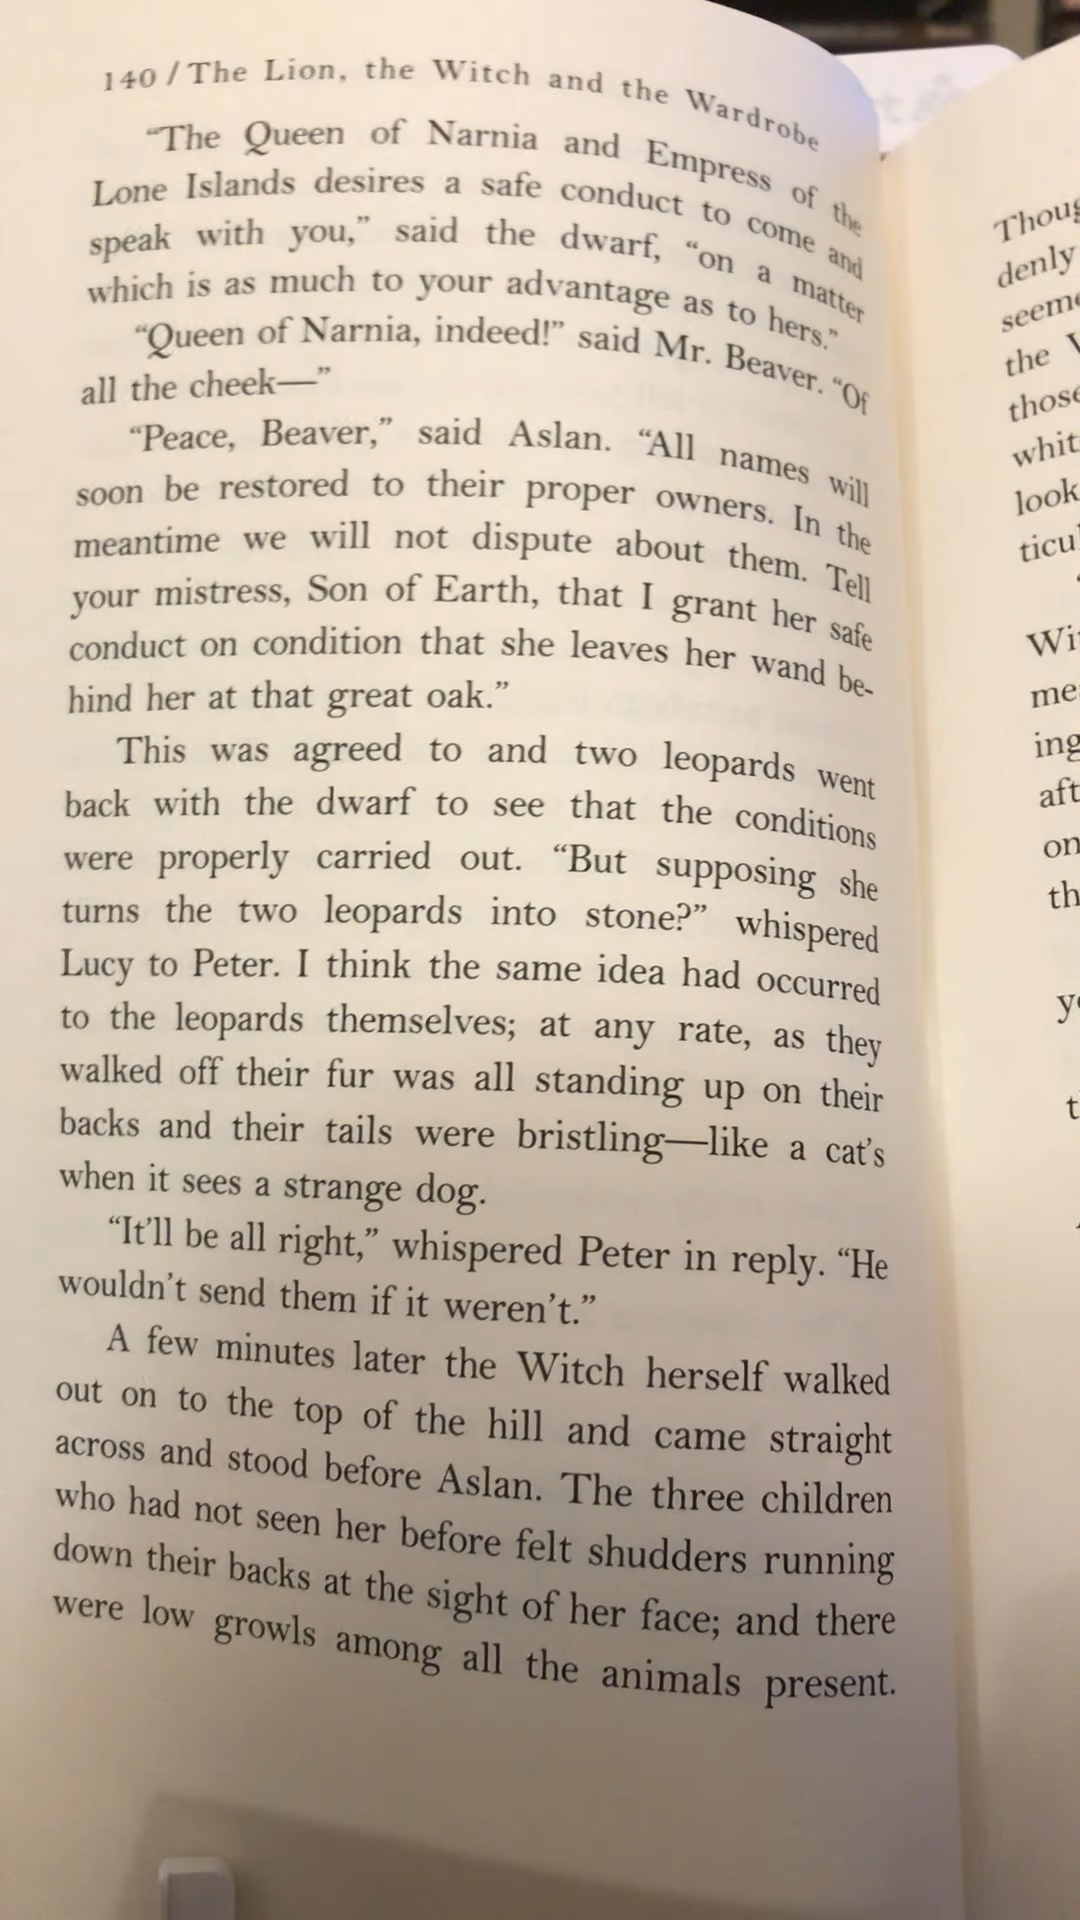 140 / The Lion, the Witch and the Wardrobe
“The Queen of Narnia and Empress of the
Lone Islands desires a safe conduct to come and
speak with you,” said the dwarf, “on a matter
which is as much to your advantage as to hers.”
“Queen of Narnia, indeed!” said Mr. Beaver. “Of
all the cheek—”
“Peace, Beaver,” said Aslan. “All names will
soon be restored to their proper owners. In the
meantime we will not dispute about them. Tell
your mistress, Son of Earth, that I grant her safe
conduct on condition that she leaves her wand be-
hind her at that great oak.”
This was agreed to and two leopards went
back with the dwarf to see that the conditions
were properly carried out. “But supposing she
turns the two leopards into stone?” whispered
Lucy to Peter. I think the same idea had occurred
to the leopards themselves; at any rate, as they
walked off their fur was all standing up on their
backs and their tails were bristling—like a cat’s
when it sees a strange dog.
“It’ll be all right,” whispered Peter in reply. “He
wouldn’t send them if it weren’t.”
A few minutes later the Witch herself walked
out on to the top of the hill and came straight
across and stood before Aslan. The three children
who had not seen her before felt shudders running
down their backs at the sight of her face; and there
were low growls among all the animals present.
denly
the
look
on